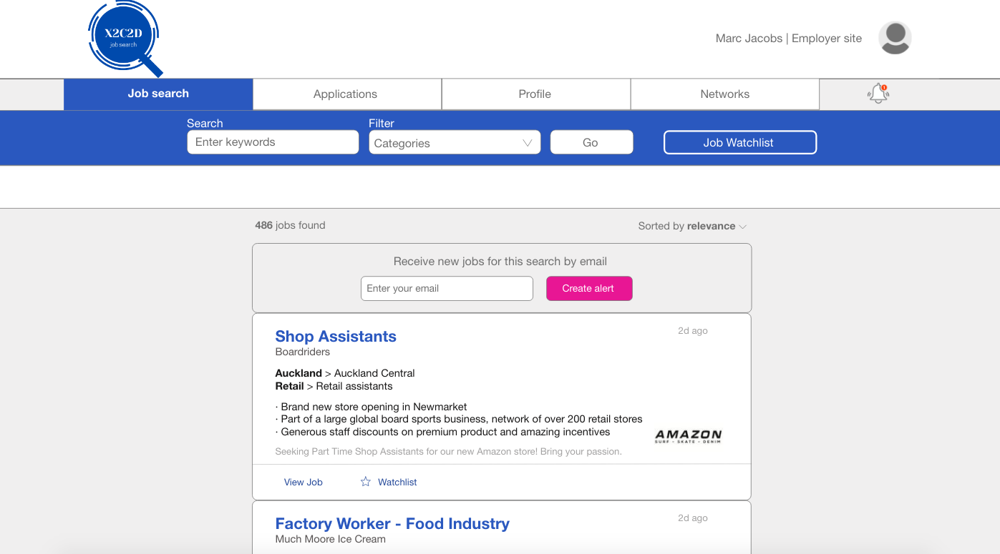 X2C2D
job search
Marc Jacobs | Employer site
Job search
Applications
Profile
Networks
Search
Filter
Enter keywords
Categories
Go
Job Watchlist
486 jobs found
Sorted by relevance
Receive new jobs for this search by email
Enter your email
Create alert
Shop Assistants
2d ago
Boardriders
Auckland > Auckland Central
Retail > Retail assistants
· Brand new store opening in Newmarket
· Part of a large global board sports business, network of over 200 retail stores
· Generous staff discounts on premium product and amazing incentives
AMAZON
SURF - SKATE - DENIM
Seeking Part Time Shop Assistants for our new Amazon store! Bring your passion.
View Job
Watchlist
Factory Worker - Food Industry
2d ago
Much Moore Ice Cream